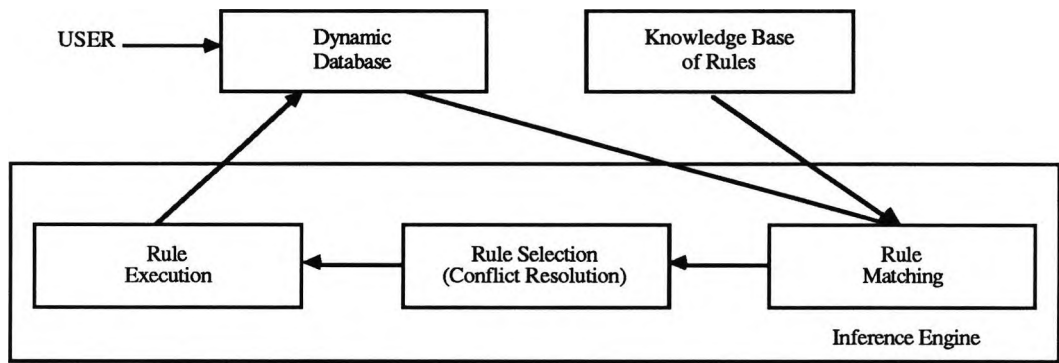 USER
Dynamic
Database
Knowledge Base
of Rules
Rule
Execution
Rule Selection
(Conflict Resolution)
Rule
Matching
Inference Engine